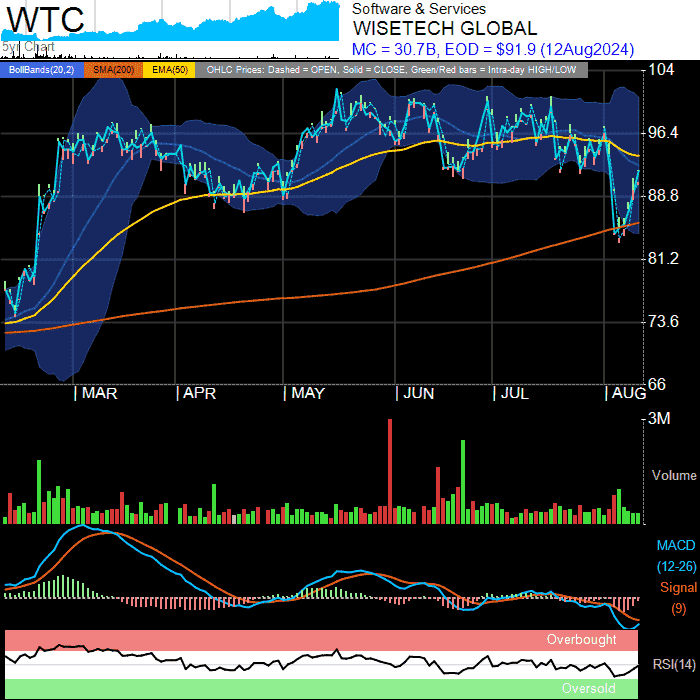 WTC
5yr Chart
Software & Services
WISETECH GLOBAL
MC = 30.7B, EOD = $91.9 (12Aug2024)
BollBands(20,2) SMA(200) EMA(50) OHLC Prices: Dashed = OPEN, Solid = CLOSE, Green/Red bars = Intra-day HIGH/LOW
104
96.4
88.8
81.2
73.6
66
MAR APR MAY JUN JUL AUG
3M
Volume
MACD
(12-26)
Signal
(9)
Overbought
RSI(14)
Oversold